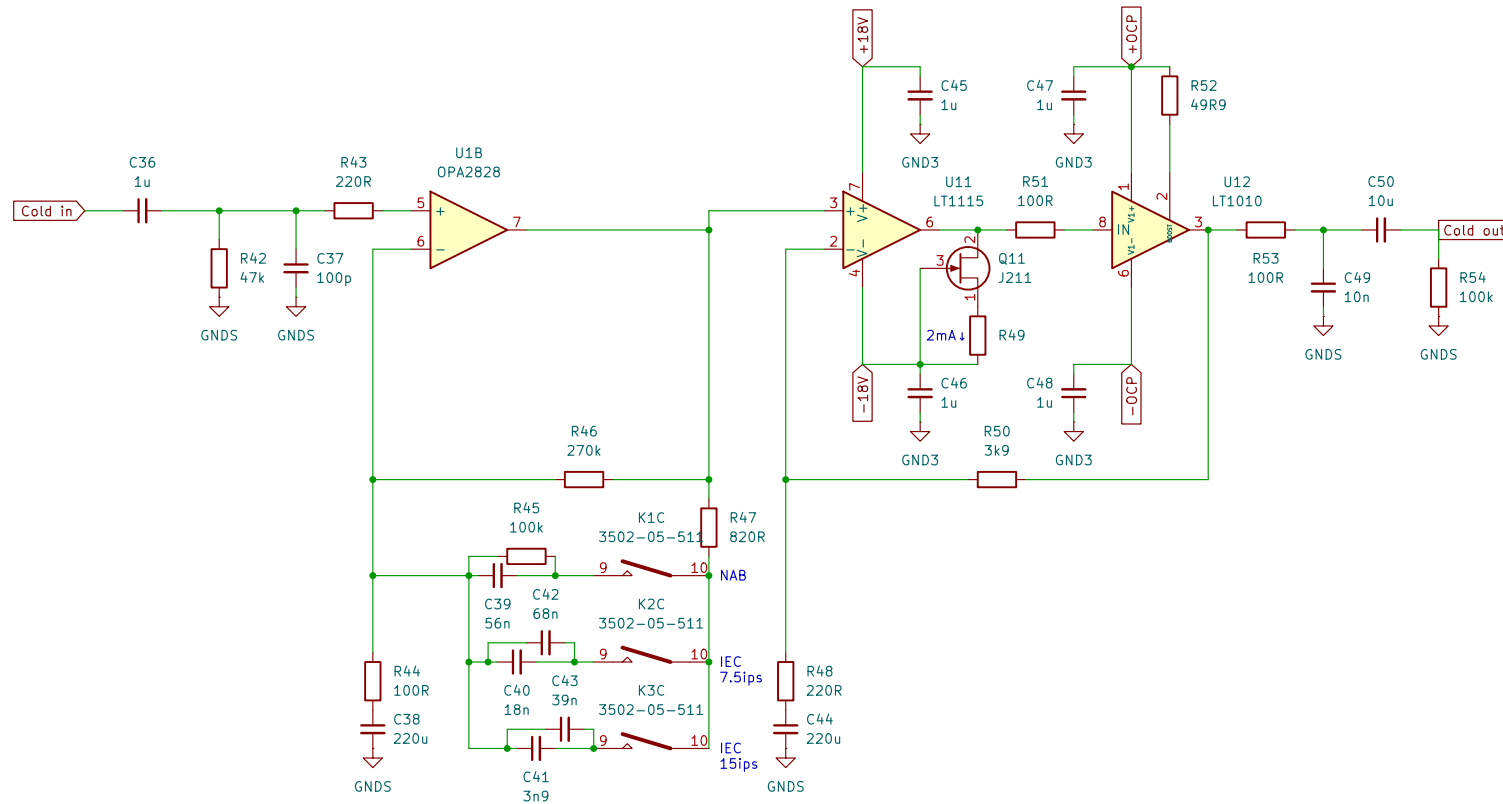 +18V
+OCP
C45
1u
C47
1u
R52
49R9
GND3
GND3
C36
1u
R43
220R
U1B
OPA2828
U11
LT1115
R51
100R
U12
LT1010
C50
10u
Cold in
5
+
6
-
7
3
+
2
-
7
V+
V-
4
6
1
V1+
2
8
IN
BOOST
V1-
6
3
Cold out
R42
47k
C37
100p
GNDS
GNDS
2
3
1
Q11
J211
R53
100R
C49
10n
R54
100k
GNDS
GNDS
2mA↓
R49
-18V
C46
1u
GND3
C48
1u
GND3
-OCP
R46
270k
R50
3k9
R45
100k
K1C
3502-05-511
R47
820R
9
10
NAB
C39
56n
C42
68n
K2C
3502-05-511
9
10
IEC
7.5ips
R44
100R
C38
220u
GNDS
C40
18n
C43
39n
K3C
3502-05-511
9
10
IEC
15ips
C41
3n9
R48
220R
C44
220u
GNDS